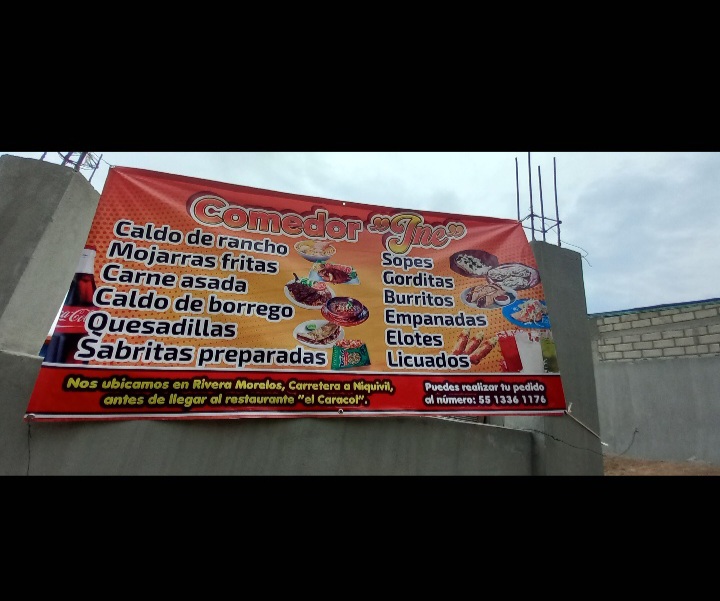 Comedor "Ine"
Caldo de rancho
Mojarras fritas
Carne asada
Caldo de borrego
Quesadillas
Sabritas preparadas
Sopes
Gorditas
Burritos
Empanadas
Elotes
Licuados
Nos ubicamos en Rivera Morelos, Carretera a Niquivil,
antes de llegar al restaurante "el Caracol".
Puedes realizar tu pedido
al número: 55 1336 1176